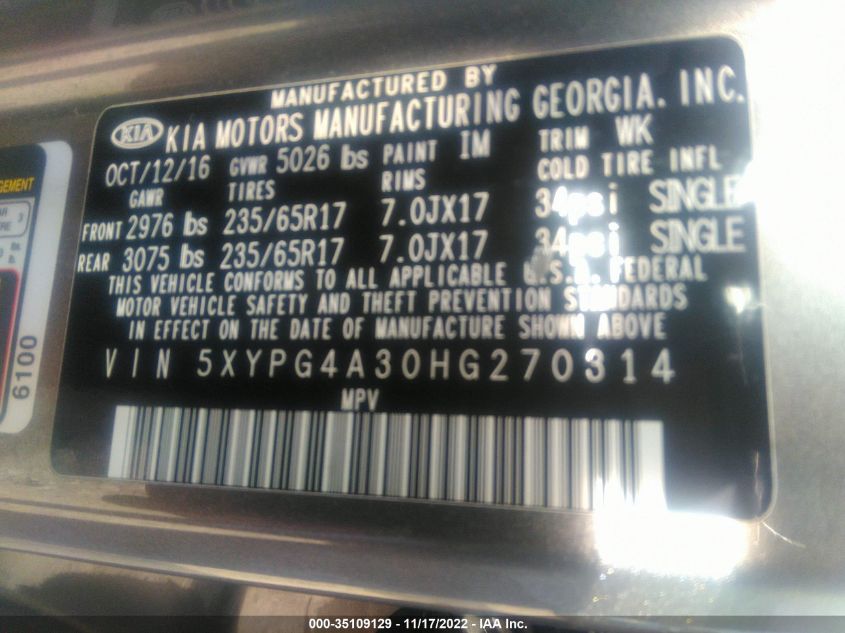 MANUFACTURED BY
KIA KIA MOTORS MANUFACTURING GEORGIA. INC.
OCT/12/16 GVWR 5026 lbs PAINT IM TRIM WK
GAWR TIRES RIMS COLD TIRE INFL
FRONT 2976 lbs 235/65R17 7.0JX17 34psi SINGLE
REAR 3075 lbs 235/65R17 7.0JX17 34psi SINGLE
THIS VEHICLE CONFORMS TO ALL APPLICABLE U.S.A. FEDERAL
MOTOR VEHICLE SAFETY AND THEFT PREVENTION STANDARDS
IN EFFECT ON THE DATE OF MANUFACTURE SHOWN ABOVE
VIN 5XYPG4A30HG270314
MPV
6100
000-35109129 - 11/17/2022 - IAA Inc.